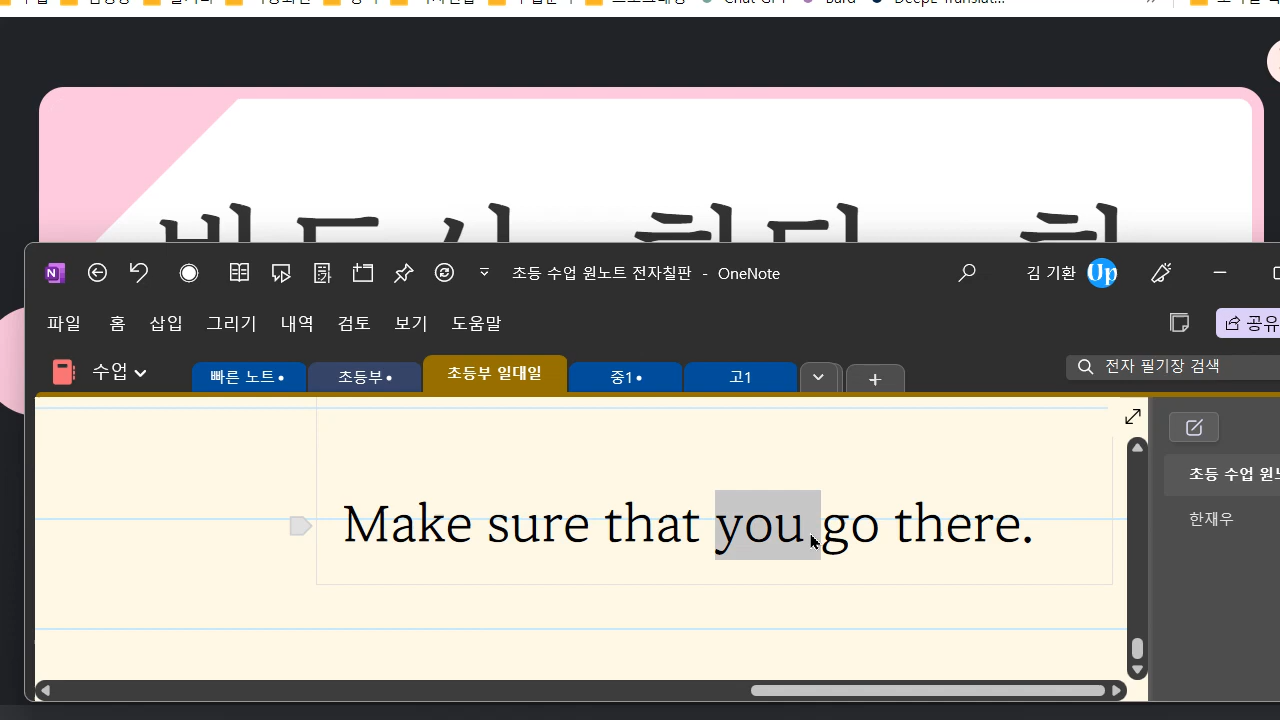 초등 수업 원노트 전자칠판 - OneNote
김 기환
Up
파일 홈 삽입 그리기 내역 검토 보기 도움말
공유
수업
빠른 노트 초등부 초등부 일대일 중1 고1
전자 필기장 검색
Make sure that you go there.
초등 수업
한재우